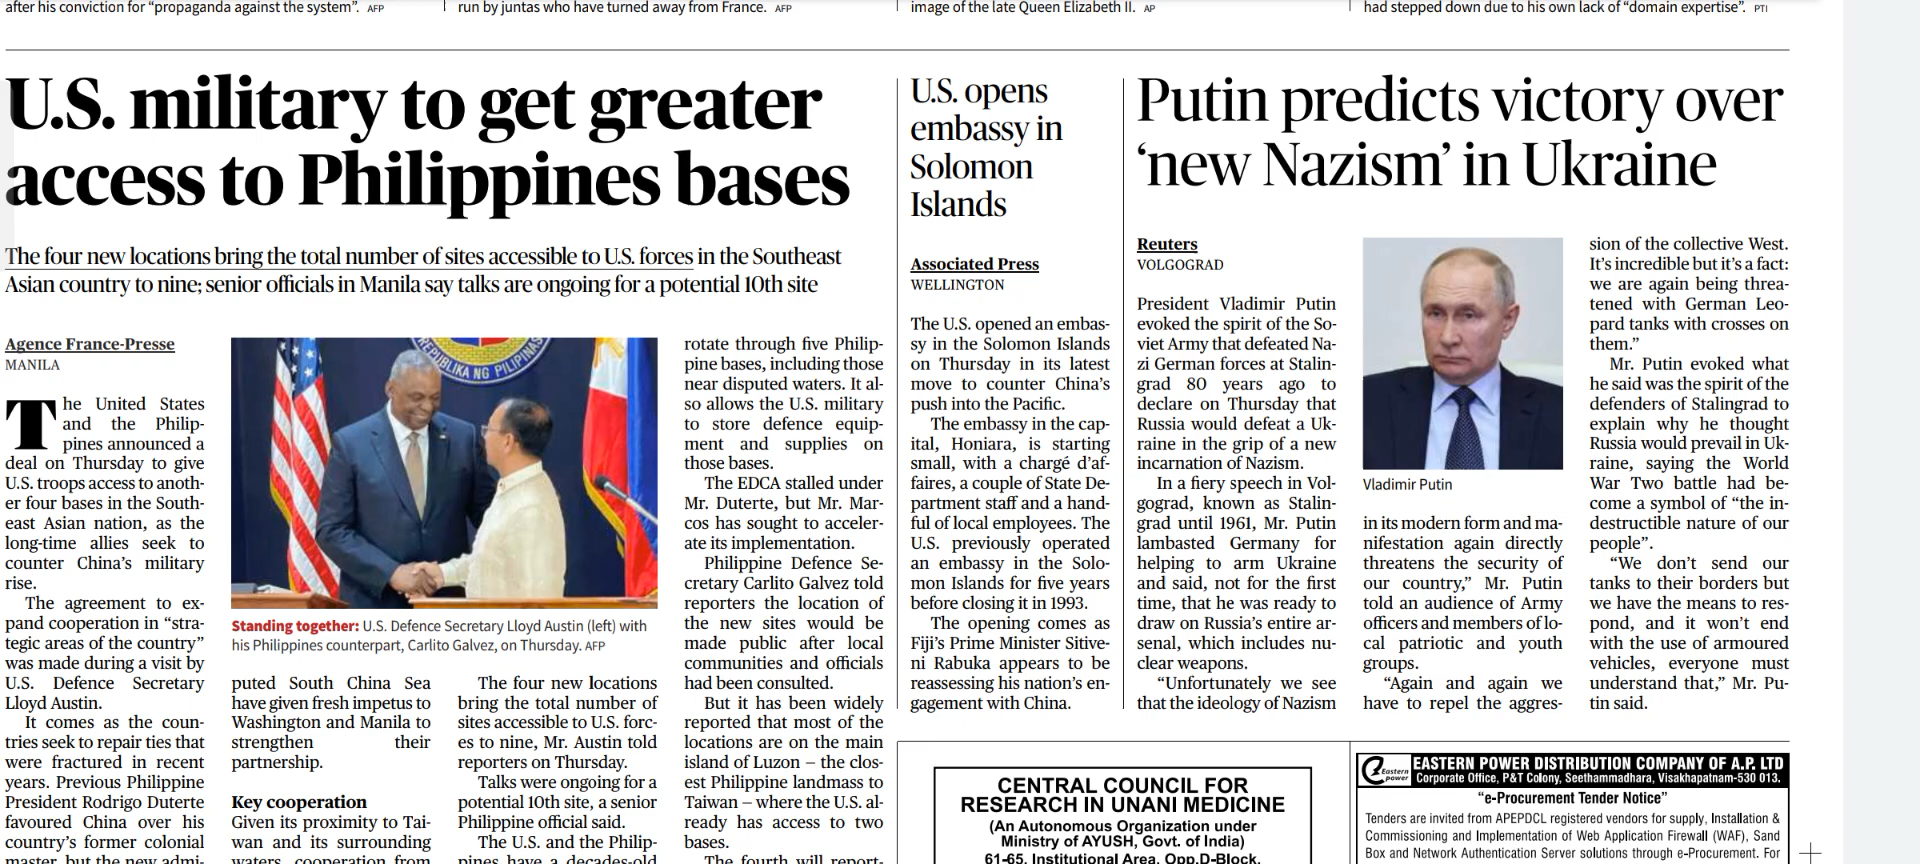 after his conviction for “propaganda against the system”. AFP
run by juntas who have turned away from France. AFP
image of the late Queen Elizabeth II. AP
had stepped down due to his own lack of “domain expertise”. PTI
U.S. military to get greater
access to Philippines bases
The four new locations bring the total number of sites accessible to U.S. forces in the Southeast
Asian country to nine; senior officials in Manila say talks are ongoing for a potential 10th site
Agence France-Presse
MANILA
The United States
and the Philip-
pines announced a
deal on Thursday to give
U.S. troops access to anoth-
er four bases in the South-
east Asian nation, as the
long-time allies seek to
counter China’s military
rise.
The agreement to ex-
pand cooperation in “stra-
tegic areas of the country”
was made during a visit by
U.S. Defence Secretary
Lloyd Austin.
It comes as the coun-
tries seek to repair ties that
were fractured in recent
years. Previous Philippine
President Rodrigo Duterte
favoured China over his
country’s former colonial
master, but the new admi-
REPUBLIKA NG PILIPINAS
Standing together: U.S. Defence Secretary Lloyd Austin (left) with
his Philippines counterpart, Carlito Galvez, on Thursday. AFP
puted South China Sea
have given fresh impetus to
Washington and Manila to
strengthen their
partnership.
Key cooperation
Given its proximity to Tai-
wan and its surrounding
waters, cooperation from
The four new locations
bring the total number of
sites accessible to U.S. forc-
es to nine, Mr. Austin told
reporters on Thursday.
Talks were ongoing for a
potential 10th site, a senior
Philippine official said.
The U.S. and the Philip-
pines have a decades-old
rotate through five Philip-
pine bases, including those
near disputed waters. It al-
so allows the U.S. military
to store defence equip-
ment and supplies on
those bases.
The EDCA stalled under
Mr. Duterte, but Mr. Mar-
cos has sought to acceler-
ate its implementation.
Philippine Defence Se-
cretary Carlito Galvez told
reporters the location of
the new sites would be
made public after local
communities and officials
had been consulted.
But it has been widely
reported that most of the
locations are on the main
island of Luzon – the clos-
est Philippine landmass to
Taiwan – where the U.S. al-
ready has access to two
bases.
The fourth will report-
U.S. opens
embassy in
Solomon
Islands
Associated Press
WELLINGTON
The U.S. opened an embas-
sy in the Solomon Islands
on Thursday in its latest
move to counter China’s
push into the Pacific.
The embassy in the cap-
ital, Honiara, is starting
small, with a chargé d’af-
faires, a couple of State De-
partment staff and a hand-
ful of local employees. The
U.S. previously operated
an embassy in the Solo-
mon Islands for five years
before closing it in 1993.
The opening comes as
Fiji’s Prime Minister Sitive-
ni Rabuka appears to be
reassessing his nation’s en-
gagement with China.
Putin predicts victory over
‘new Nazism’ in Ukraine
Reuters
VOLGOGRAD
President Vladimir Putin
evoked the spirit of the So-
viet Army that defeated Na-
zi German forces at Stalin-
grad 80 years ago to
declare on Thursday that
Russia would defeat a Uk-
raine in the grip of a new
incarnation of Nazism.
In a fiery speech in Vol-
gograd, known as Stalin-
grad until 1961, Mr. Putin
lambasted Germany for
helping to arm Ukraine
and said, not for the first
time, that he was ready to
draw on Russia’s entire ar-
senal, which includes nu-
clear weapons.
“Unfortunately we see
that the ideology of Nazism
Vladimir Putin
in its modern form and ma-
nifestation again directly
threatens the security of
our country,” Mr. Putin
told an audience of Army
officers and members of lo-
cal patriotic and youth
groups.
“Again and again we
have to repel the aggres-
sion of the collective West.
It’s incredible but it’s a fact:
we are again being threa-
tened with German Leo-
pard tanks with crosses on
them.”
Mr. Putin evoked what
he said was the spirit of the
defenders of Stalingrad to
explain why he thought
Russia would prevail in Uk-
raine, saying the World
War Two battle had be-
come a symbol of “the in-
destructible nature of our
people”.
“We don’t send our
tanks to their borders but
we have the means to res-
pond, and it won’t end
with the use of armoured
vehicles, everyone must
understand that,” Mr. Pu-
tin said.
CENTRAL COUNCIL FOR
RESEARCH IN UNANI MEDICINE
(An Autonomous Organization under
Ministry of AYUSH, Govt. of India)
61-65, Institutional Area, Opp.D-Block,
Eastern
power
EASTERN POWER DISTRIBUTION COMPANY OF A.P. LTD
Corporate Office, P&T Colony, Seethammadhara, Visakhapatnam-530 013.
“e-Procurement Tender Notice”
Tenders are invited from APEPDCL registered vendors for supply, Installation &
Commissioning and Implementation of Web Application Firewall (WAF), Sand
Box and Network Authentication Server solutions through e-Procurement. For